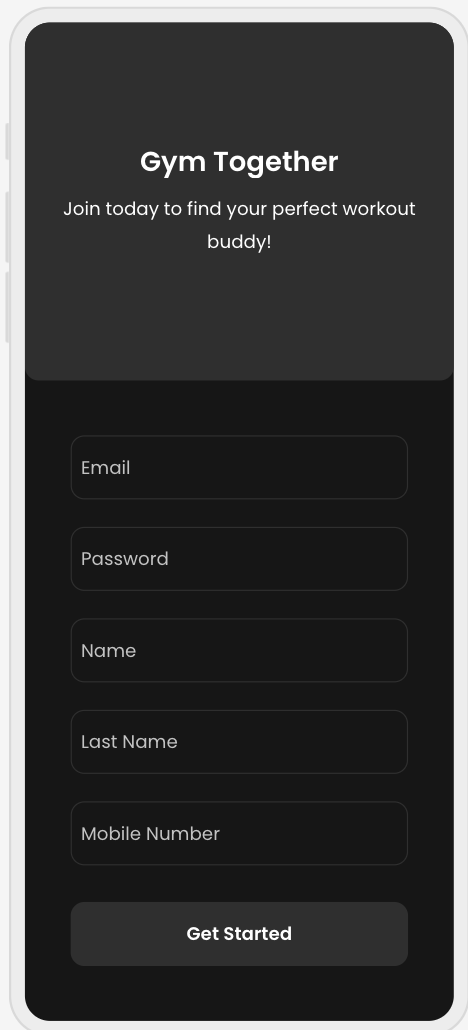 Gym Together
Join today to find your perfect workout
buddy!
Email
Password
Name
Last Name
Mobile Number
Get Started